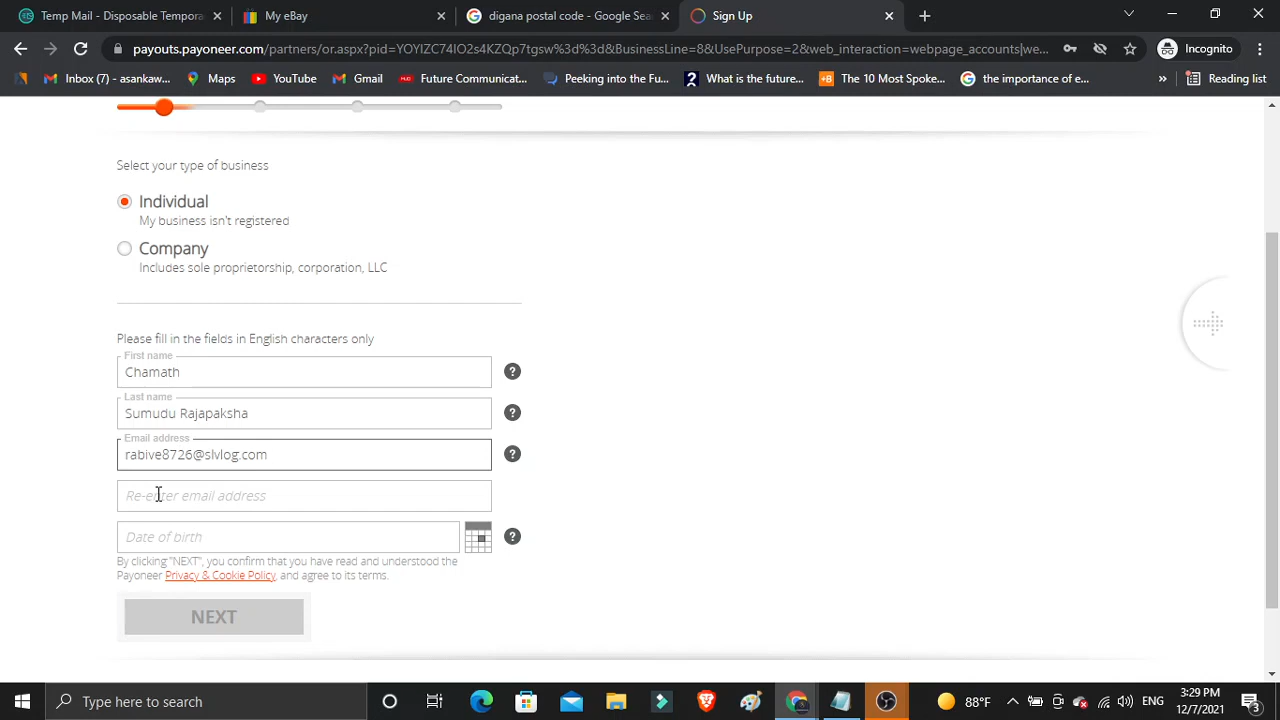 Temp Mail - Disposable Tempora
My eBay
digana postal code - Google Sea
Sign Up
payouts.payoneer.com/partners/or.aspx?pid=YOYIZC74IO2s4KZQp7tgsw%3d%3d&BusinessLine=8&UsePurpose=2&web_interaction=webpage_accounts|we...
Incognito
Inbox (7) - asankaw...
Maps
YouTube
Gmail
Future Communicat...
Peeking into the Fu...
What is the future...
The 10 Most Spoke...
the importance of e...
»
Reading list
Select your type of business
Individual
My business isn't registered
Company
Includes sole proprietorship, corporation, LLC
Please fill in the fields in English characters only
First name
Chamath
Last name
Sumudu Rajapaksha
Email address
rabive8726@slvlog.com
Re-enter email address
Date of birth
By clicking "NEXT", you confirm that you have read and understood the
Payoneer Privacy & Cookie Policy, and agree to its terms.
NEXT
Type here to search
88°F
ENG
3:29 PM
12/7/2021
3